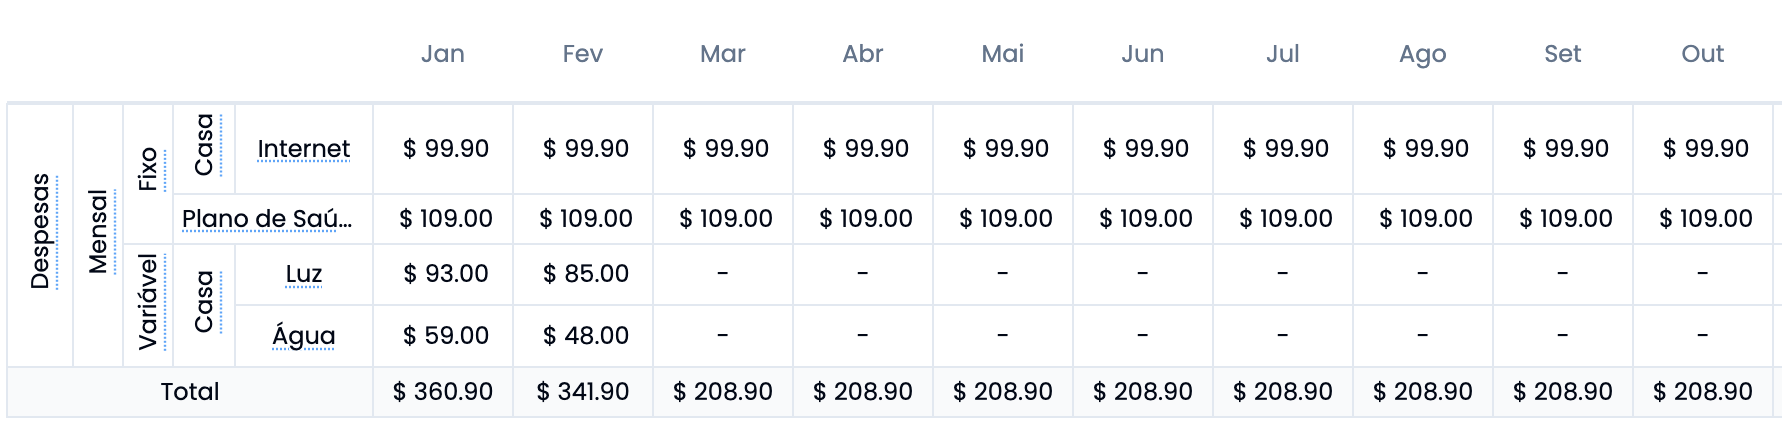 Jan Fev Mar Abr Mai Jun Jul Ago Set Out
Despesas
Mensal
Fixo
Casa
Internet $ 99.90 $ 99.90 $ 99.90 $ 99.90 $ 99.90 $ 99.90 $ 99.90 $ 99.90 $ 99.90 $ 99.90
Plano de Saú... $ 109.00 $ 109.00 $ 109.00 $ 109.00 $ 109.00 $ 109.00 $ 109.00 $ 109.00 $ 109.00 $ 109.00
Variável
Casa
Luz $ 93.00 $ 85.00 - - - - - - - -
Água $ 59.00 $ 48.00 - - - - - - - -
Total $ 360.90 $ 341.90 $ 208.90 $ 208.90 $ 208.90 $ 208.90 $ 208.90 $ 208.90 $ 208.90 $ 208.90